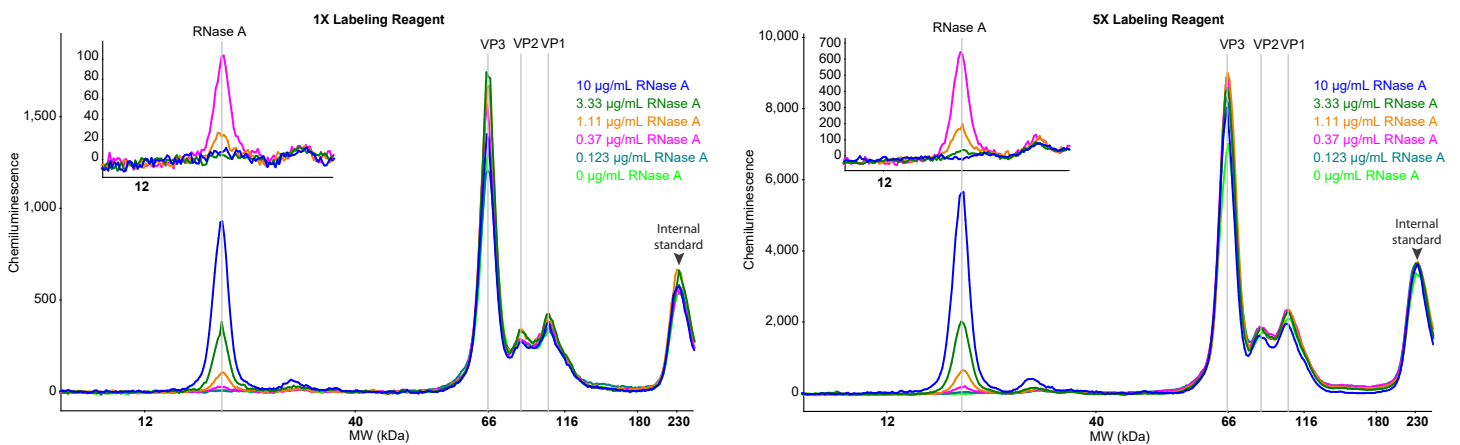 1X Labeling Reagent
RNase A
VP3 VP2 VP1
100
80
60
40
20
0
12
10 µg/mL RNase A
3.33 µg/mL RNase A
1.11 µg/mL RNase A
0.37 µg/mL RNase A
0.123 µg/mL RNase A
0 µg/mL RNase A
Internal
standard
Chemiluminescence
1,500
1,000
500
0
12 40 66 116 180 230
MW (kDa)
5X Labeling Reagent
RNase A
VP3 VP2 VP1
700
600
500
400
300
200
100
0
12
10 µg/mL RNase A
3.33 µg/mL RNase A
1.11 µg/mL RNase A
0.37 µg/mL RNase A
0.123 µg/mL RNase A
0 µg/mL RNase A
Internal
standard
Chemiluminescence
10,000
8,000
6,000
4,000
2,000
0
12 40 66 116 180 230
MW (kDa)